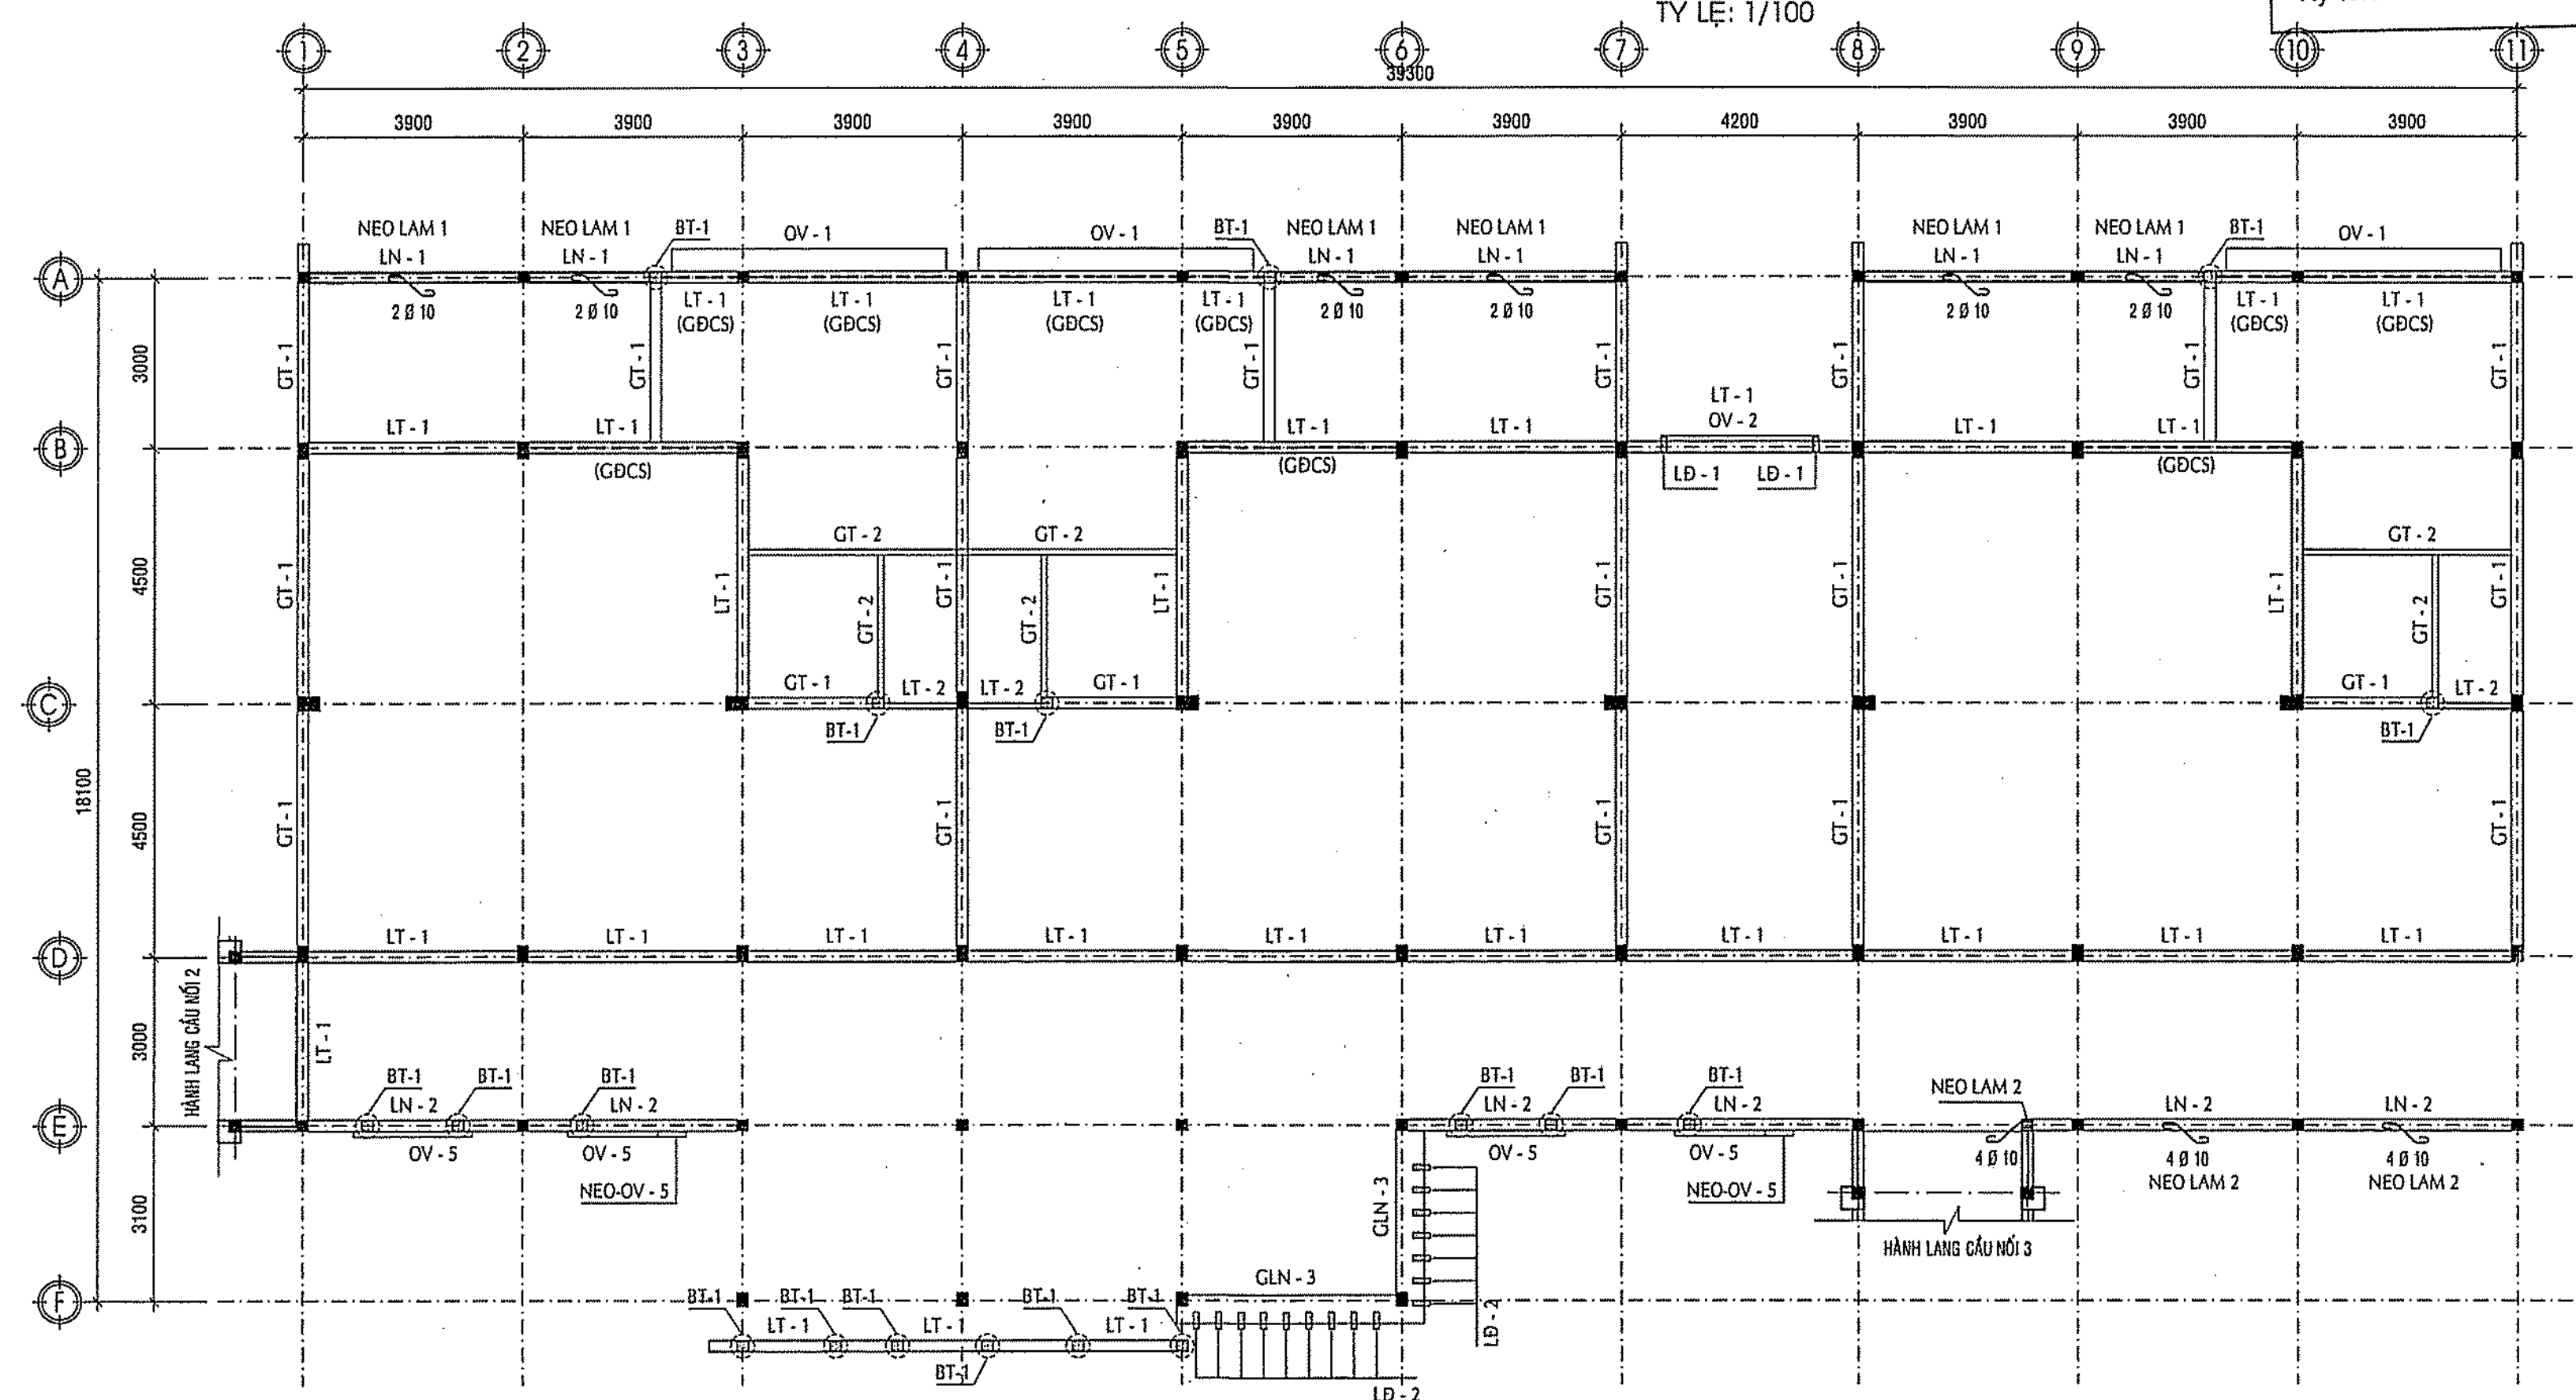 TỶ LỆ: 1/100
1 2 3 4 5 6 7 8 9 10 11
39300
3900 3900 3900 3900 3900 3900 4200 3900 3900 3900
NEO LAM 1 NEO LAM 1 BT-1 OV - 1 OV - 1 BT-1 NEO LAM 1 NEO LAM 1 NEO LAM 1 NEO LAM 1 BT-1 OV - 1
LN - 1 LN - 1 LN - 1 LN - 1 LN - 1 LN - 1
A
2 Ø 10 2 Ø 10 LT - 1 LT - 1 LT - 1 LT - 1 2 Ø 10 2 Ø 10 2 Ø 10 2 Ø 10 LT - 1 LT - 1
(GĐCS) (GĐCS) (GĐCS) (GĐCS) (GĐCS) (GĐCS)
3000 GT - 1 GT - 1 GT - 1 GT - 1 GT - 1 GT - 1 GT - 1 GT - 1
LT - 1
OV - 2
LT - 1 LT - 1 LT - 1 LT - 1 LT - 1 LT - 1
B
(GĐCS) (GĐCS) LĐ - 1 LĐ - 1 (GĐCS)
GT - 2 GT - 2 GT - 2
4500 GT - 1 LT - 1 GT - 1 LT - 1 GT - 1 GT - 1 LT - 1 GT - 1
GT - 2 GT - 2 GT - 2
GT - 1 LT - 2 LT - 2 GT - 1 GT - 1 LT - 2
C
BT-1 BT-1 BT-1
18100
4500 GT - 1 GT - 1 GT - 1 GT - 1 GT - 1
LT - 1 LT - 1 LT - 1 LT - 1 LT - 1 LT - 1 LT - 1 LT - 1 LT - 1 LT - 1
D
HÀNH LANG CẦU NỐI 2
3000 LT - 1
BT-1 BT-1 BT-1 BT-1 BT-1 BT-1 NEO LAM 2
LN - 2 LN - 2 LN - 2 LN - 2 LN - 2 LN - 2
E
OV - 5 OV - 5 OV - 5 OV - 5 4 Ø 10 4 Ø 10 4 Ø 10
NEO-OV - 5 NEO-OV - 5 NEO LAM 2 NEO LAM 2
3100 GLN - 3
HÀNH LANG CẦU NỐI 3
GLN - 3
F
BT-1 BT-1 BT-1 BT-1 BT-1
LT - 1 LT - 1 LT - 1 LĐ - 2
BT-1
LĐ - 2